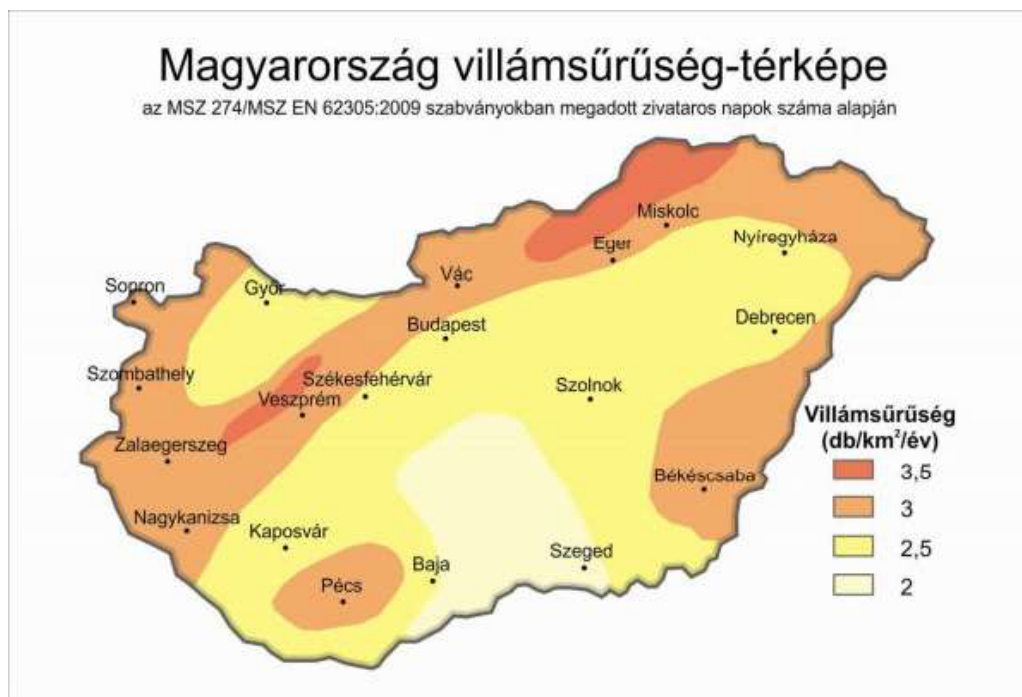 Magyarország villámsűrűség-térképe
az MSZ 274/MSZ EN 62305:2009 szabványokban megadott zivataros napok száma alapján
Miskolc
Eger
Nyíregyháza
Vác
Sopron
Győr
Budapest
Debrecen
Szombathely
Székesfehérvár
Veszprém
Szolnok
Zalaegerszeg
Békéscsaba
Nagykanizsa
Kaposvár
Baja
Szeged
Pécs
Villámsűrűség
(db/km²/év)
3,5
3
2,5
2